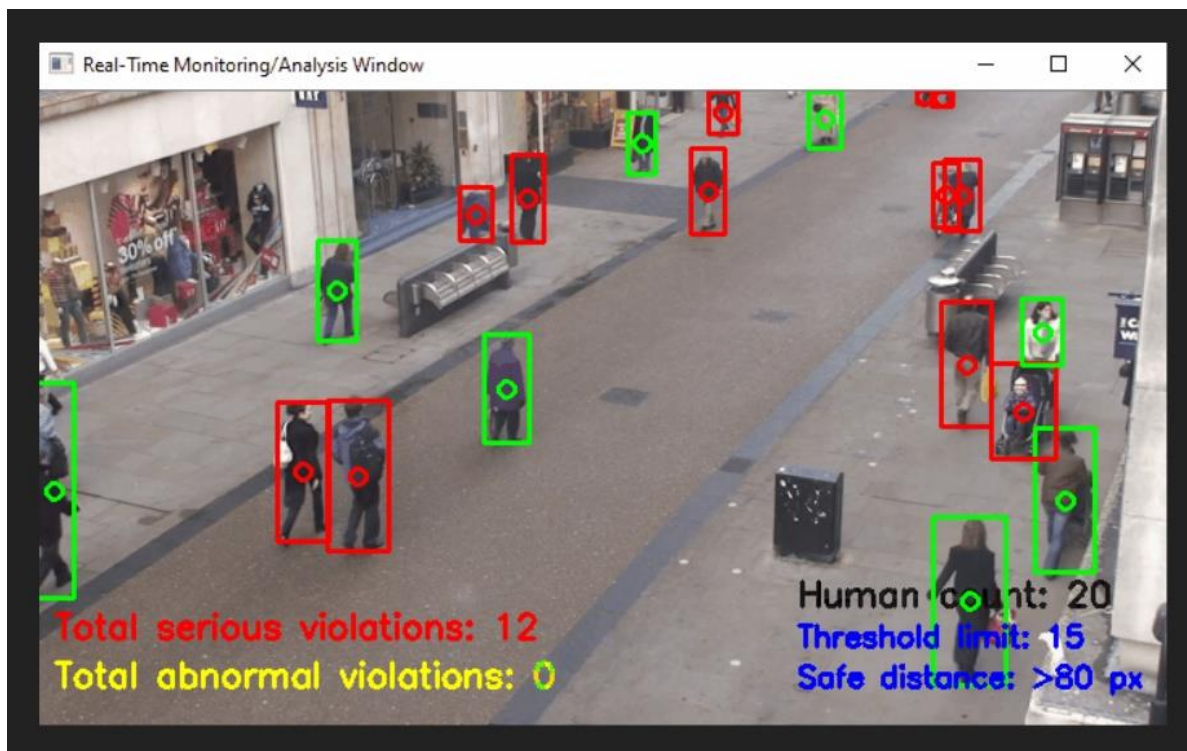 Real-Time Monitoring/Analysis Window
30% off
Human count: 20
Total serious violations: 12
Threshold limit: 15
Total abnormal violations: 0
Safe distance: >80 px